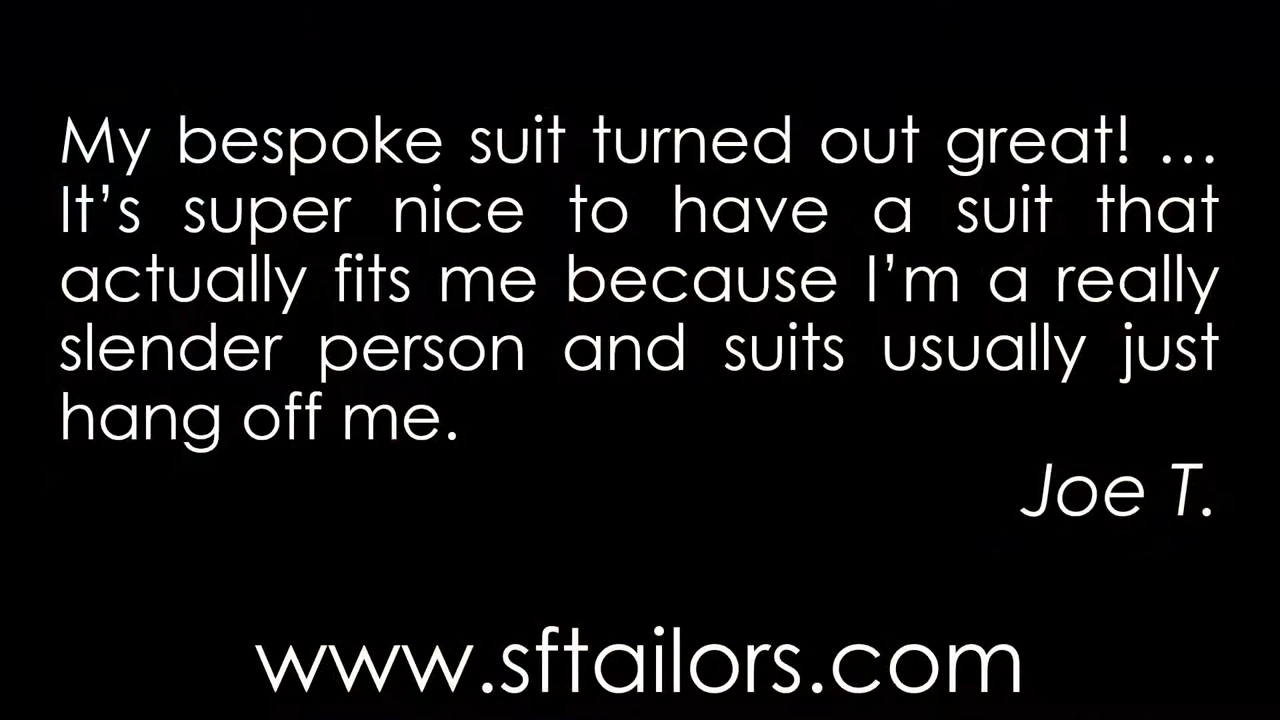 My bespoke suit turned out great! …
It’s super nice to have a suit that
actually fits me because I’m a really
slender person and suits usually just
hang off me.
Joe T.
www.sftailors.com